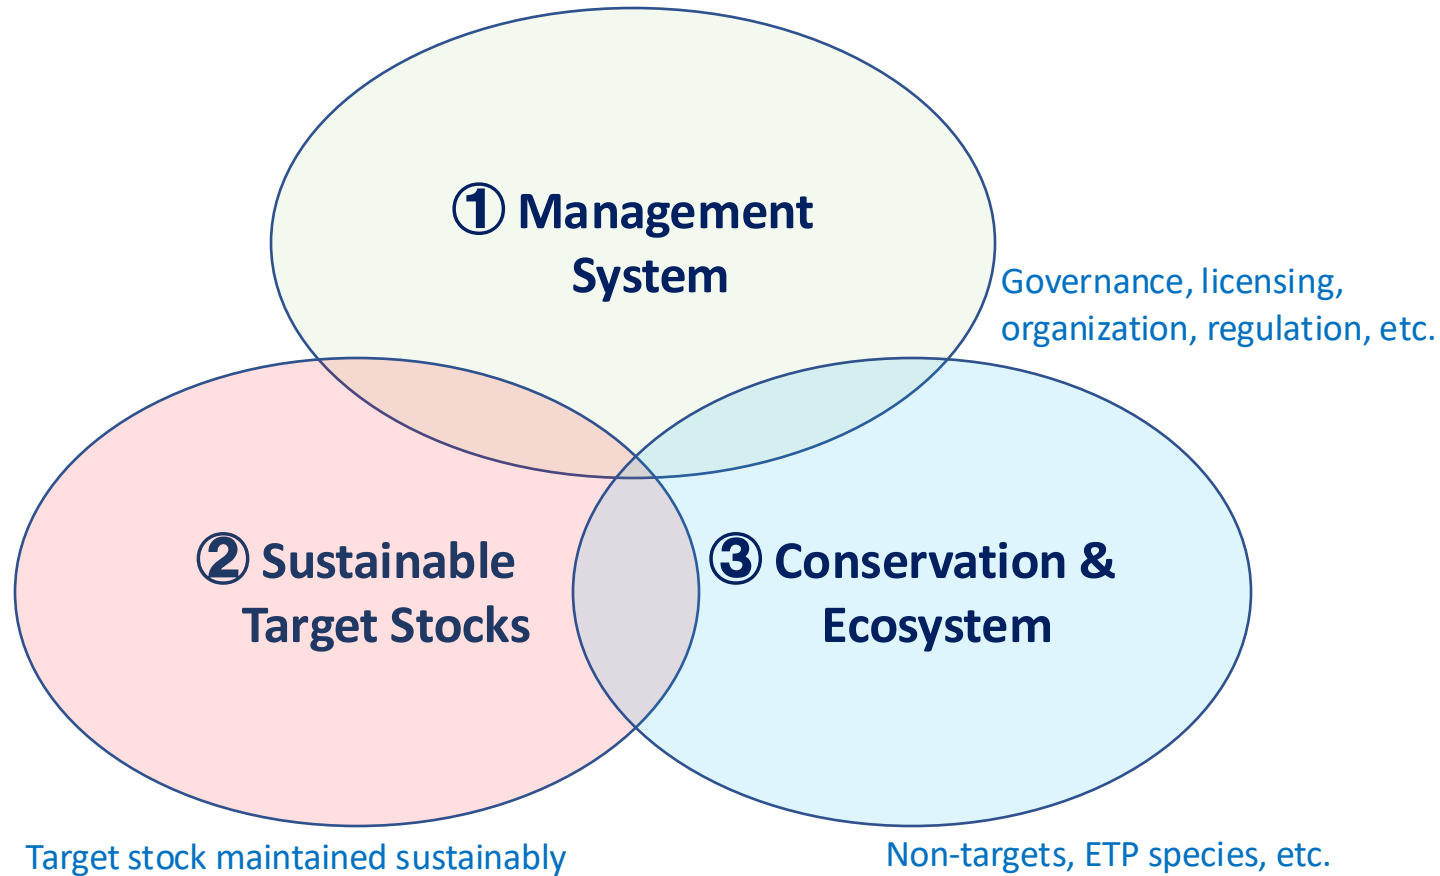 ① Management
System
Governance, licensing,
organization, regulation, etc.
② Sustainable
Target Stocks
③ Conservation &
Ecosystem
Target stock maintained sustainably
Non-targets, ETP species, etc.